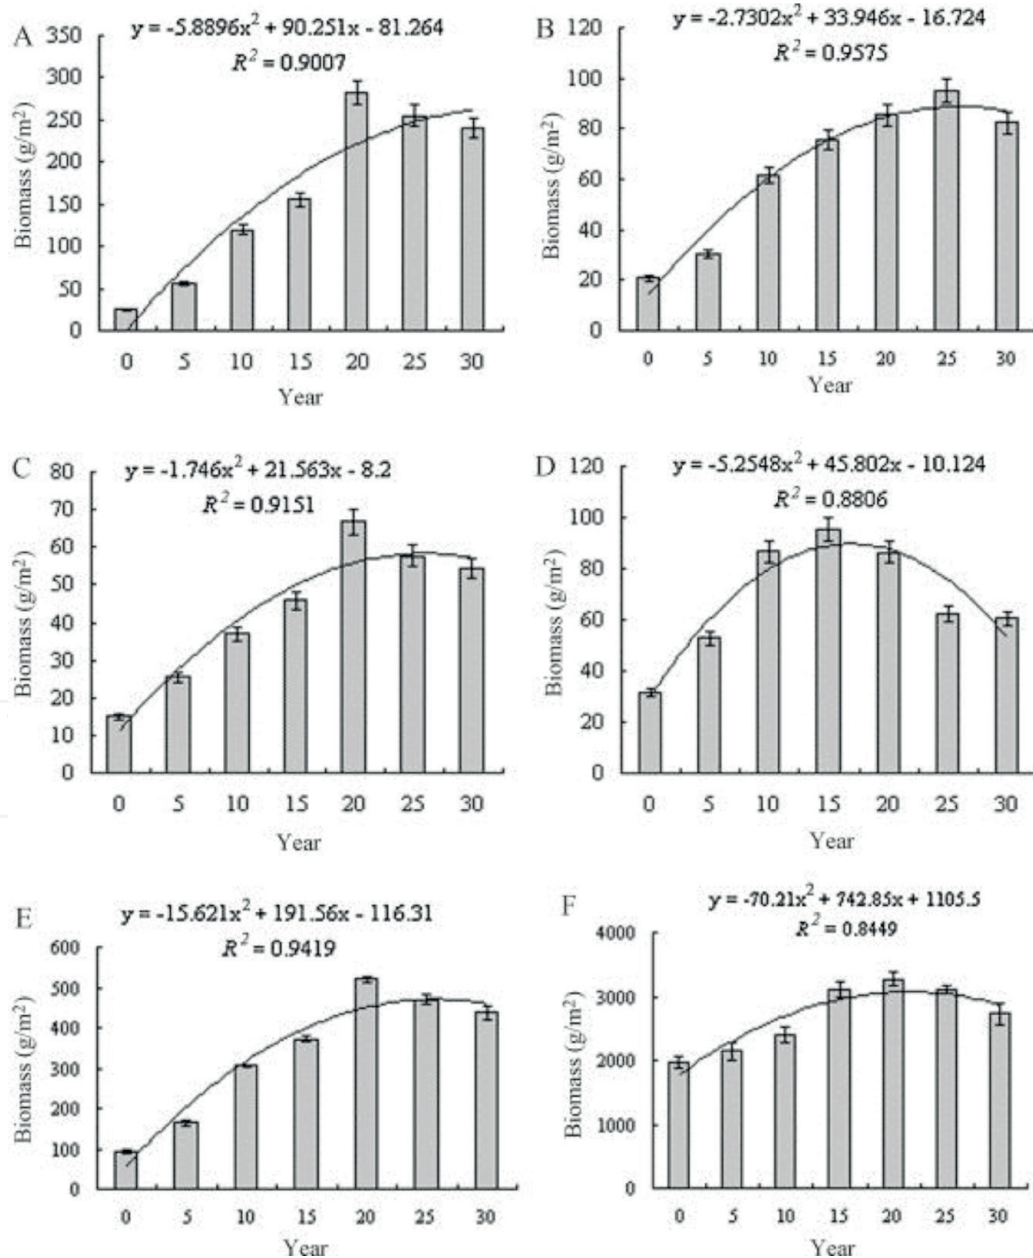 A
y = -5.8896x² + 90.251x - 81.264
R² = 0.9007
350
300
250
200
150
100
50
0
Biomass (g/m²)
0 5 10 15 20 25 30
Year
B
y = -2.7302x² + 33.946x - 16.724
R² = 0.9575
120
100
80
60
40
20
0
Biomass (g/m²)
0 5 10 15 20 25 30
Year
C
y = -1.746x² + 21.563x - 8.2
R² = 0.9151
80
70
60
50
40
30
20
10
0
Biomass (g/m²)
0 5 10 15 20 25 30
Year
D
y = -5.2548x² + 45.802x - 10.124
R² = 0.8806
120
100
80
60
40
20
0
Biomass (g/m²)
0 5 10 15 20 25 30
Year
E
y = -15.621x² + 191.56x - 116.31
R² = 0.9419
600
500
400
300
200
100
0
Biomass (g/m²)
0 5 10 15 20 25 30
Year
F
y = -70.21x² + 742.85x + 1105.5
R² = 0.8449
4000
3000
2000
1000
0
Biomass (g/m²)
0 5 10 15 20 25 30
Year